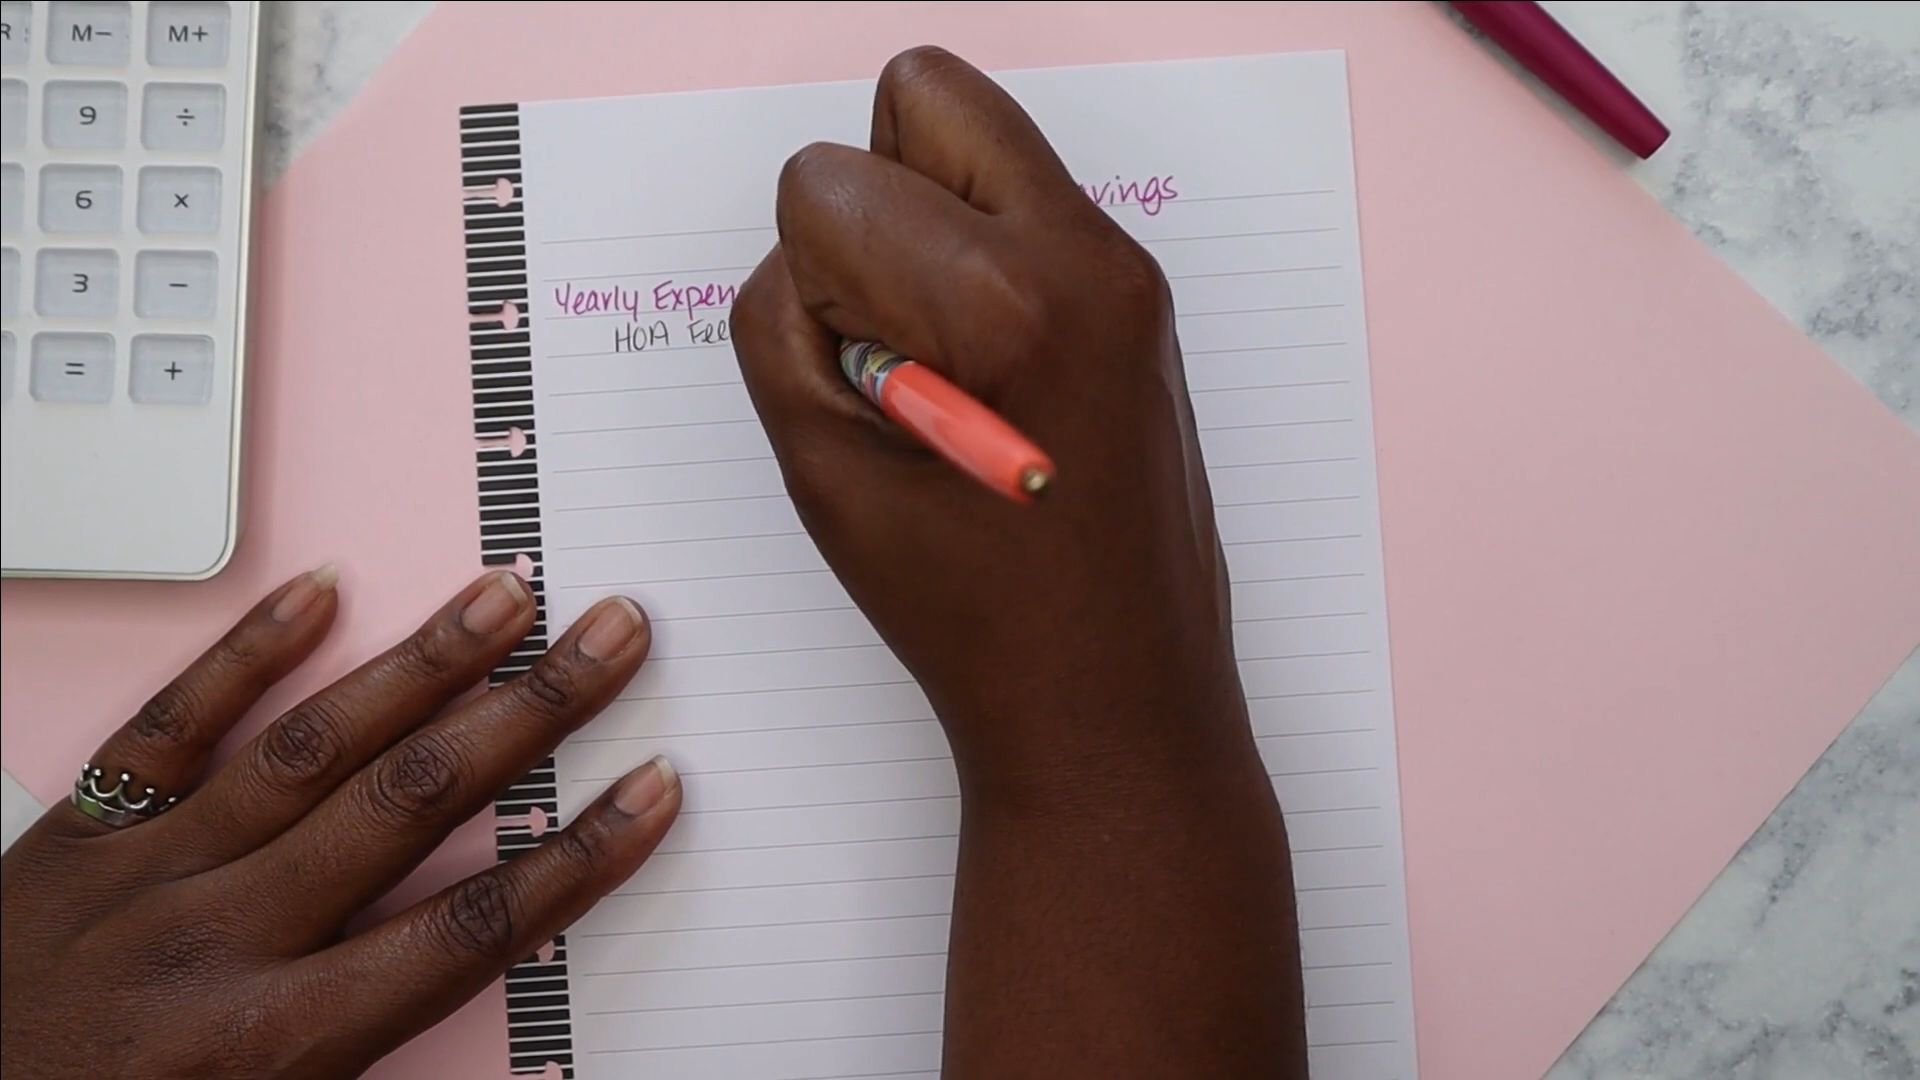 R M− M+
9 ÷
6 ×
3 −
= +
vings
Yearly Expen
HOA Fee